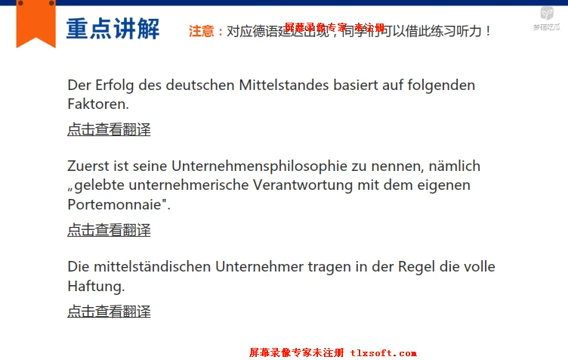 重点讲解
注意：对应德语延迟出现，同学们可以借此练习听力！
屏幕录像专家 未注册
Der Erfolg des deutschen Mittelstandes basiert auf folgenden
Faktoren.
点击查看翻译
Zuerst ist seine Unternehmensphilosophie zu nennen, nämlich
„gelebte unternehmerische Verantwortung mit dem eigenen
Portemonnaie".
点击查看翻译
Die mittelständischen Unternehmer tragen in der Regel die volle
Haftung.
点击查看翻译
屏幕录像专家未注册 tlxsoft.com